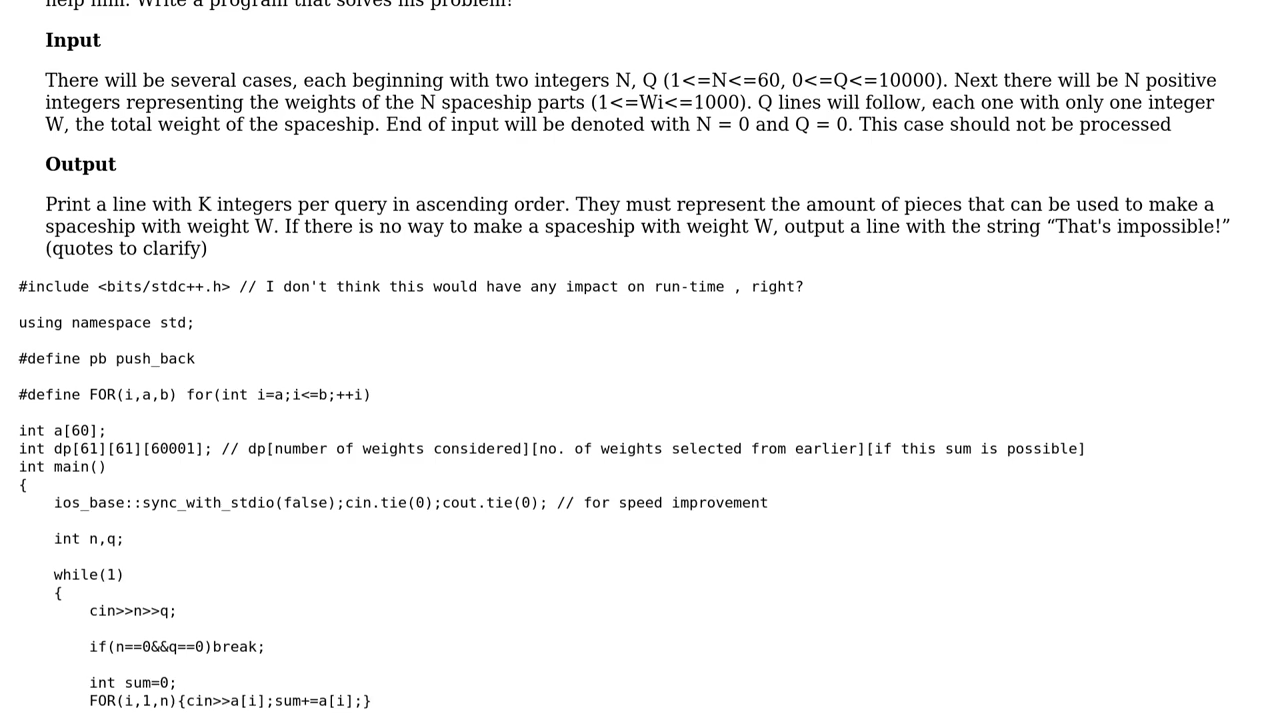 help him. Write a program that solves his problem!
Input
There will be several cases, each beginning with two integers N, Q (1<=N<=60, 0<=Q<=10000). Next there will be N positive
integers representing the weights of the N spaceship parts (1<=Wi<=1000). Q lines will follow, each one with only one integer
W, the total weight of the spaceship. End of input will be denoted with N = 0 and Q = 0. This case should not be processed
Output
Print a line with K integers per query in ascending order. They must represent the amount of pieces that can be used to make a
spaceship with weight W. If there is no way to make a spaceship with weight W, output a line with the string “That's impossible!”
(quotes to clarify)
#include <bits/stdc++.h> // I don't think this would have any impact on run-time , right?
using namespace std;
#define pb push_back
#define FOR(i,a,b) for(int i=a;i<=b;++i)
int a[60];
int dp[61][61][60001]; // dp[number of weights considered][no. of weights selected from earlier][if this sum is possible]
int main()
{
    ios_base::sync_with_stdio(false);cin.tie(0);cout.tie(0); // for speed improvement
    int n,q;
    while(1)
    {
        cin>>n>>q;
        if(n==0&&q==0)break;
        int sum=0;
        FOR(i,1,n){cin>>a[i];sum+=a[i];}